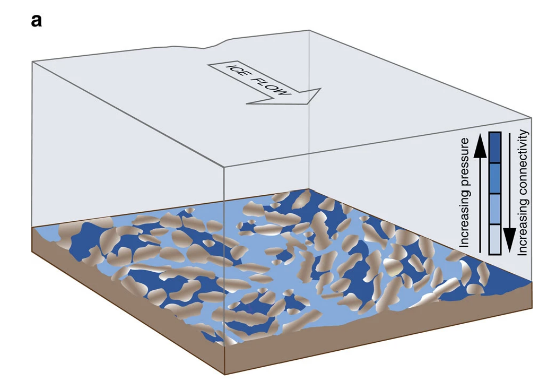 a
ICE FLOW
Increasing pressure
Increasing connectivity